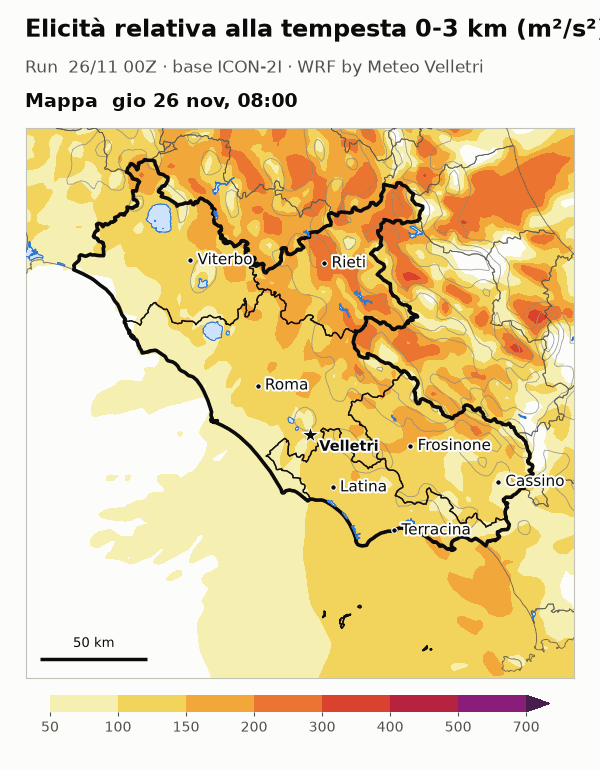 Elicità relativa alla tempesta 0-3 km (m²/s²)
Run  26/11 00Z · base ICON-2I · WRF by Meteo Velletri
Mappa  gio 26 nov, 08:00
Viterbo
Rieti
Roma
Velletri
Frosinone
Cassino
Latina
Terracina
50 km
50 100 150 200 300 400 500 700